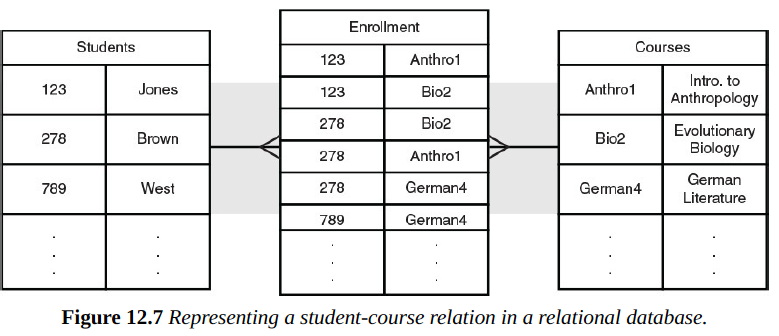 Students
123 Jones
278 Brown
789 West
. .
. .
. .
Enrollment
123 Anthro1
123 Bio2
278 Bio2
278 Anthro1
278 German4
789 German4
. .
. .
. .
Courses
Anthro1 Intro. to
Anthropology
Bio2 Evolutionary
Biology
German4 German
Literature
. .
. .
. .
Figure 12.7 Representing a student-course relation in a relational database.